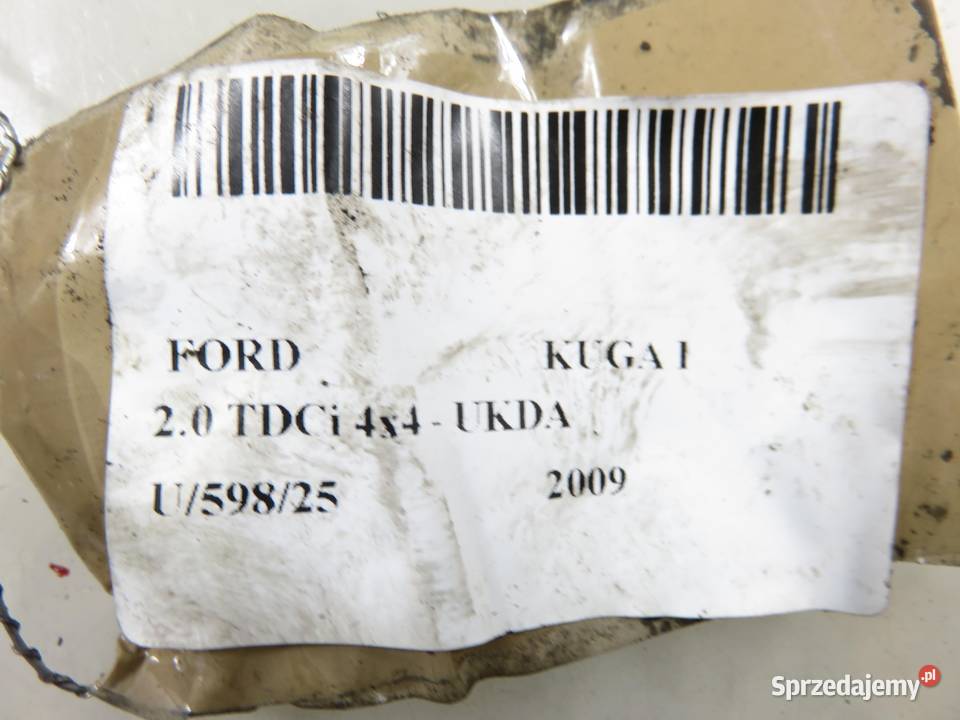 FORD KUGA I
2.0 TDCi 4x4 - UKDA
U/598/25 2009
Sprzedajemy.pl